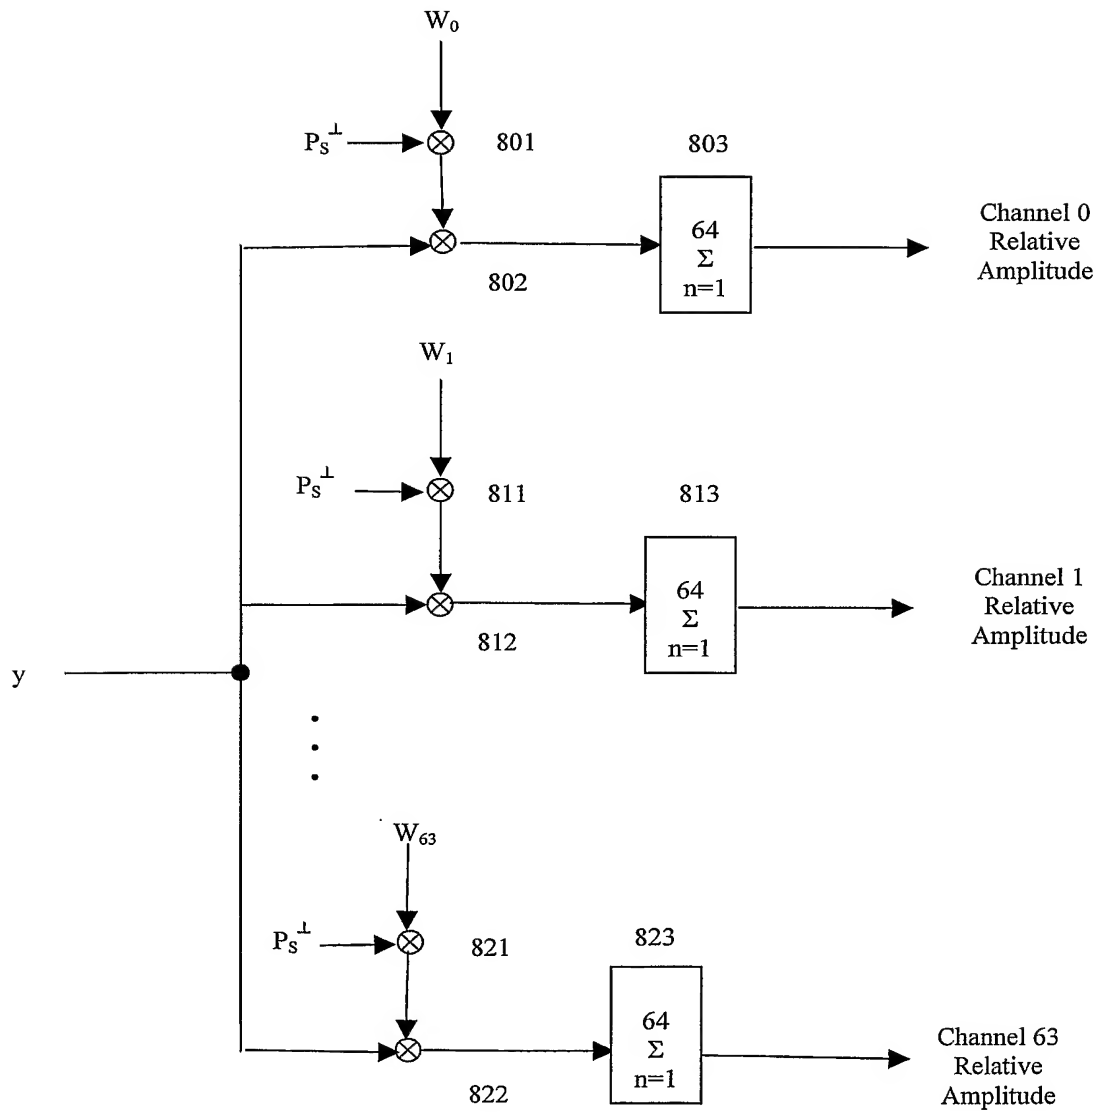 W₀
Pₛ⊥
801
803
64
Σ
n=1
Channel 0
Relative
Amplitude
802
W₁
Pₛ⊥
811
813
64
Σ
n=1
Channel 1
Relative
Amplitude
812
y
W₆₃
Pₛ⊥
821
823
64
Σ
n=1
Channel 63
Relative
Amplitude
822